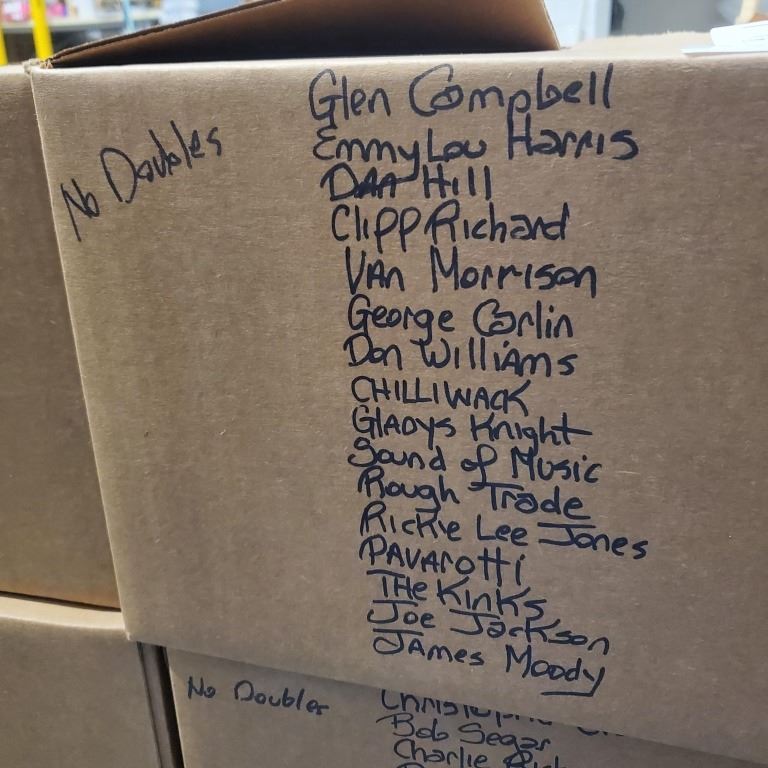 No Doubles
Glen Campbell
EmmyLou Harris
DAn Hill
Clipp Richard
VAn Morrison
George Carlin
Don Williams
CHILLIWACK
GLADYS Knight
Sound of Music
Rough Trade
Rickie Lee Jones
PAVArotti
THe Kinks
Joe Jackson
JAmes Moody
No Doubles
Bob Segar
Charlie